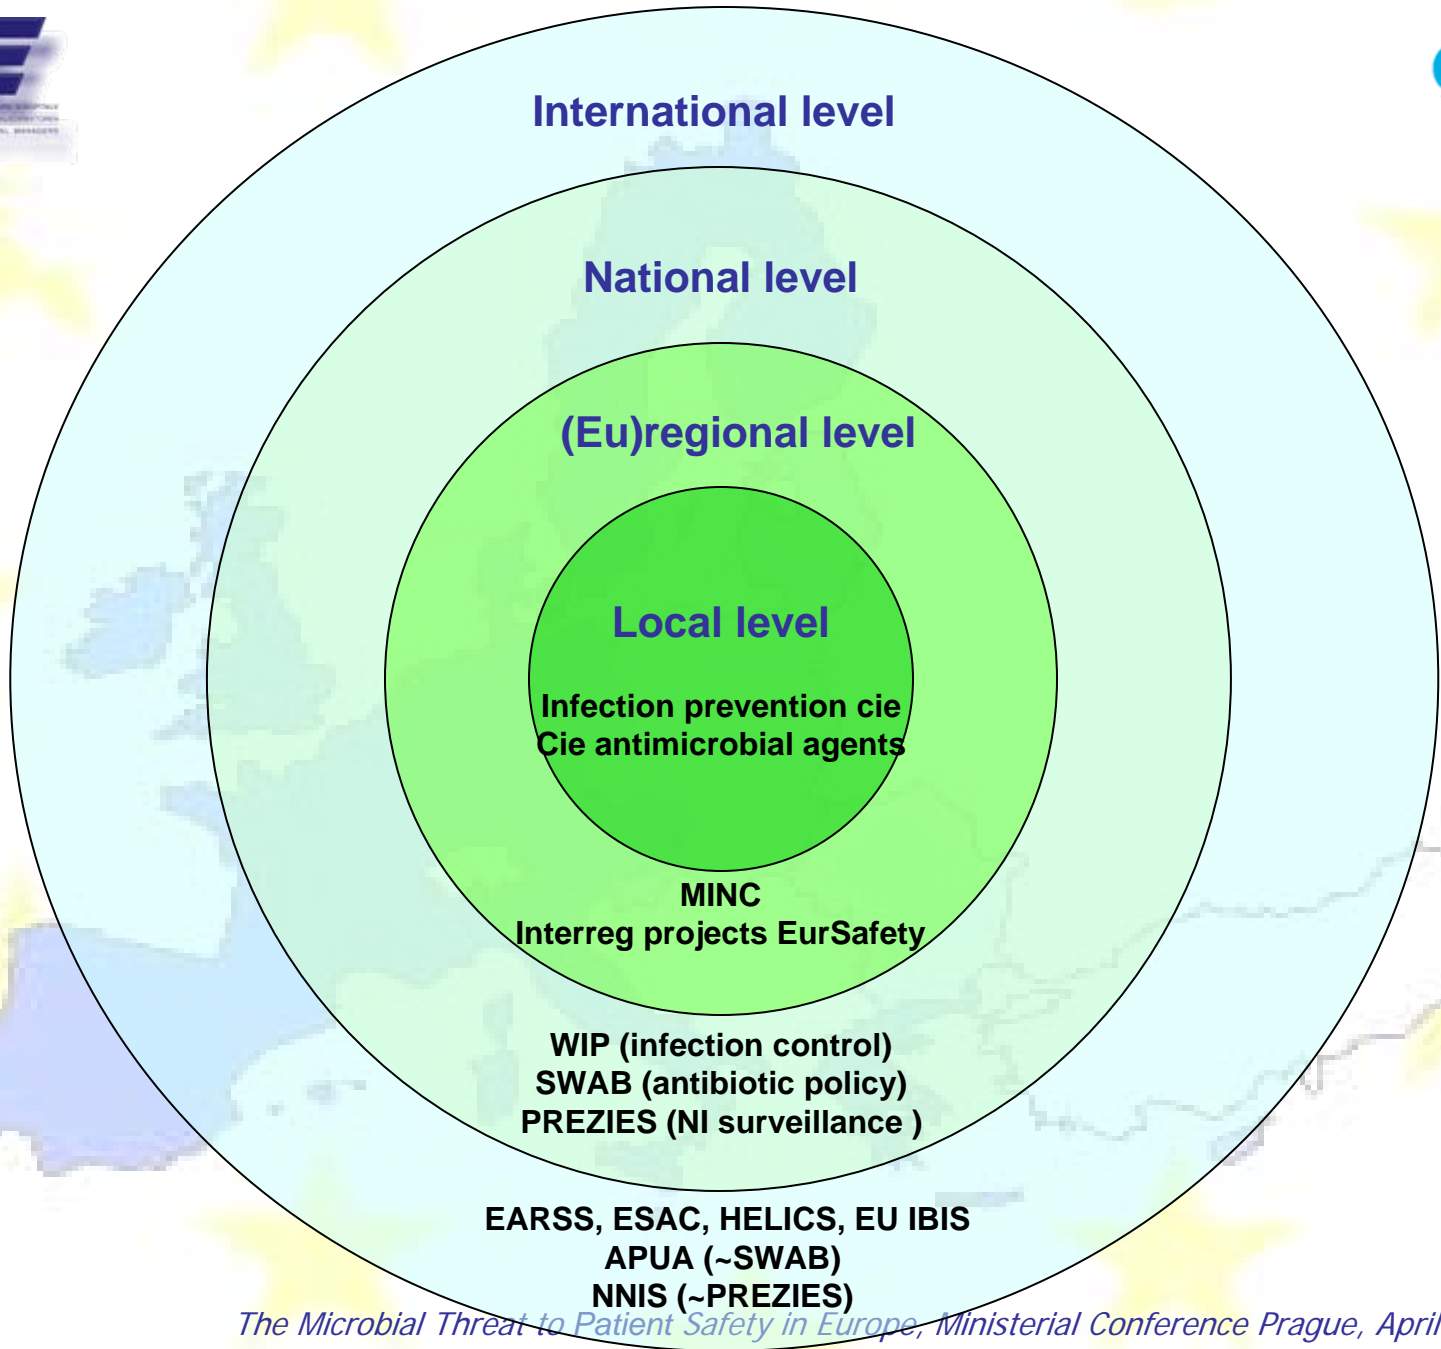 International level
National level
(Eu)regional level
Local level
Infection prevention cie
Cie antimicrobial agents
MINC
Interreg projects EurSafety
WIP (infection control)
SWAB (antibiotic policy)
PREZIES (NI surveillance )
EARSS, ESAC, HELICS, EU IBIS
APUA (~SWAB)
NNIS (~PREZIES)
The Microbial Threat to Patient Safety in Europe, Ministerial Conference Prague, April